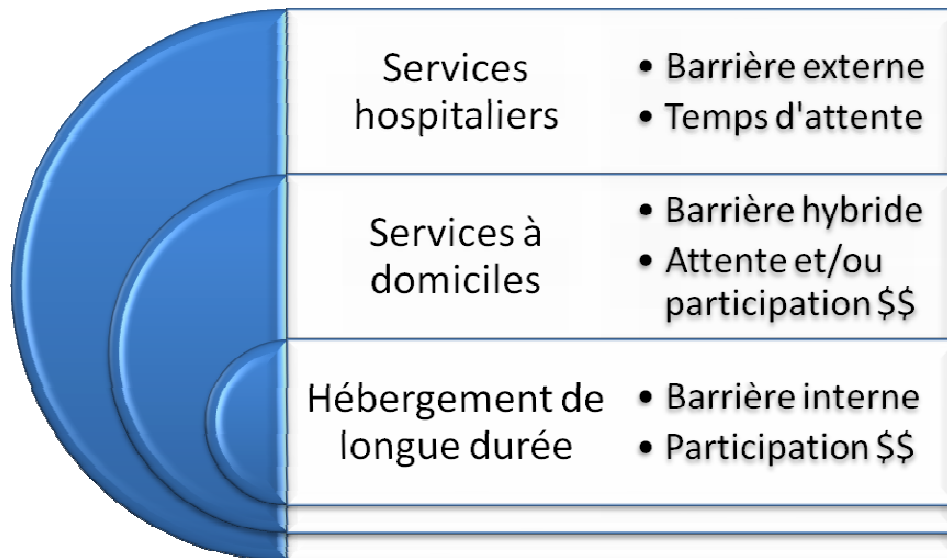 Services
hospitaliers
• Barrière externe
• Temps d'attente
Services à
domiciles
• Barrière hybride
• Attente et/ou
participation $$
Hébergement de
longue durée
• Barrière interne
• Participation $$